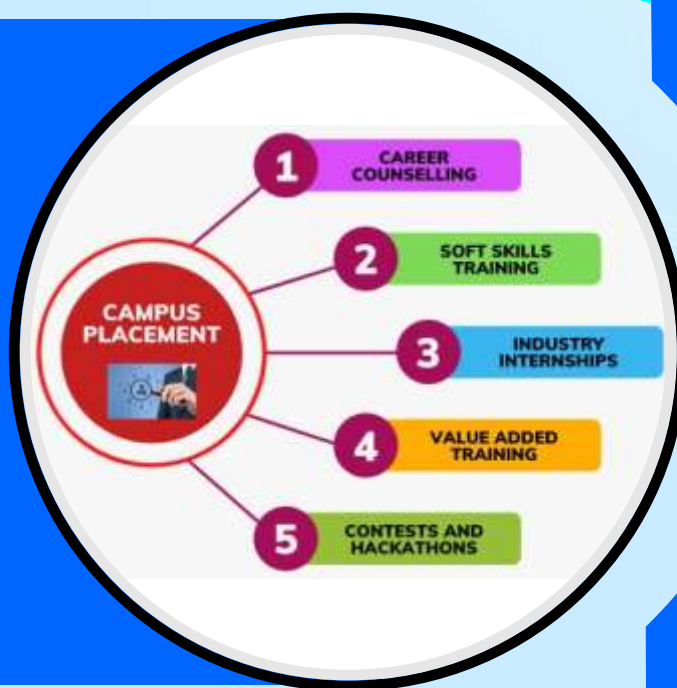 CAMPUS
PLACEMENT
1
CAREER
COUNSELLING
2
SOFT SKILLS
TRAINING
3
INDUSTRY
INTERNSHIPS
4
VALUE ADDED
TRAINING
5
CONTESTS AND
HACKATHONS